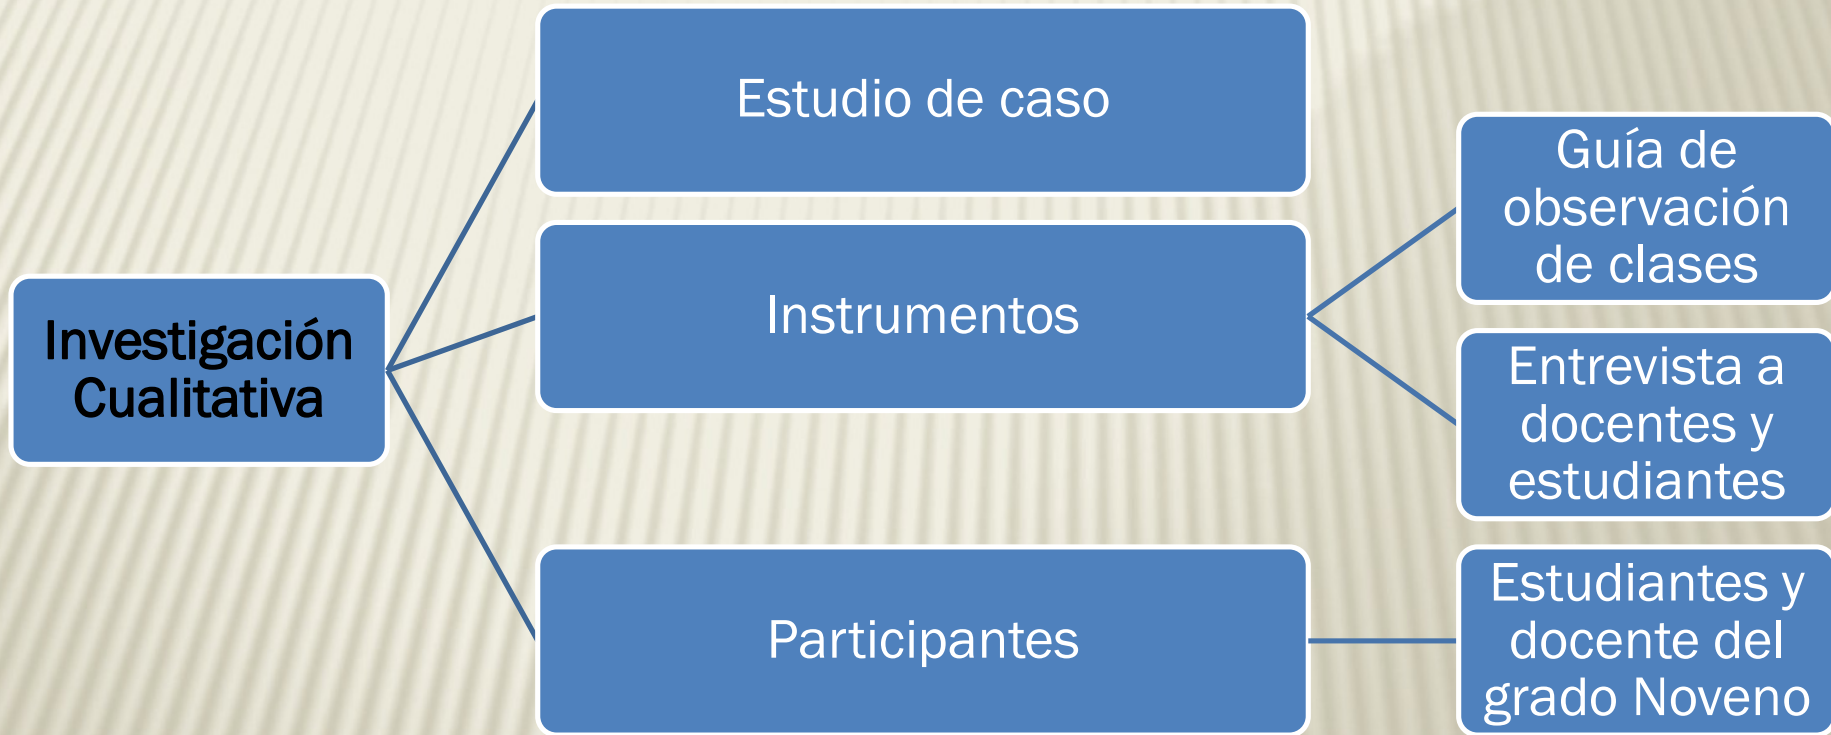 Investigación
Cualitativa
Estudio de caso
Instrumentos
Guía de
observación
de clases
Entrevista a
docentes y
estudiantes
Participantes
Estudiantes y
docente del
grado Noveno